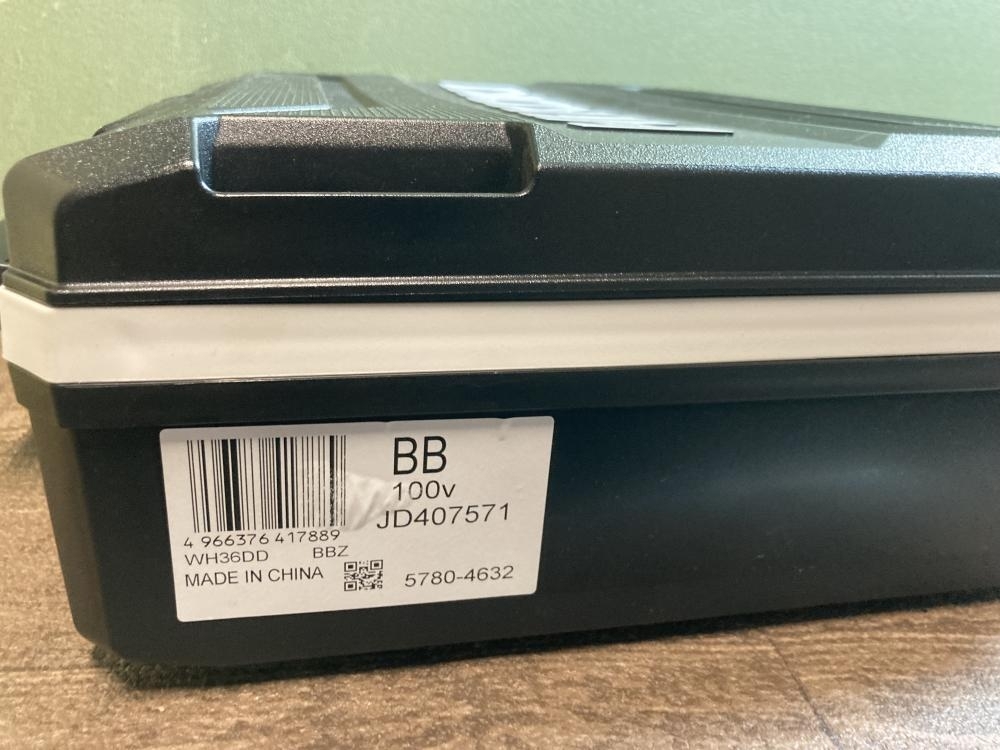 BB
100v
JD407571
4 966376 417889
WH36DD BBZ
MADE IN CHINA
5780-4632